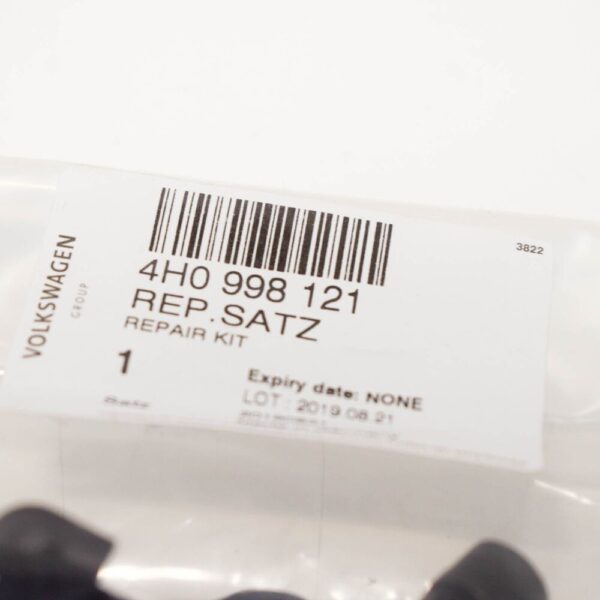 3822
VOLKSWAGEN
GROUP
4H0 998 121
REP.SATZ
REPAIR KIT
1
Expiry date: NONE
LOT: 2019.08.21